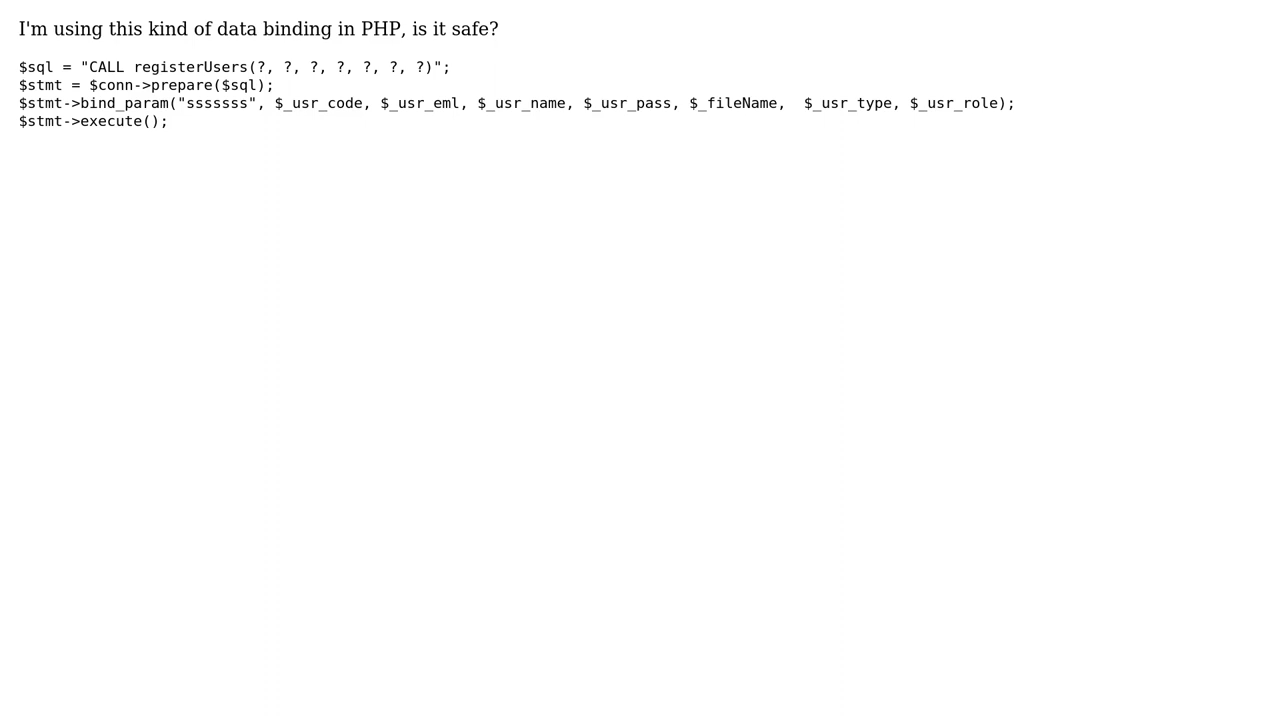 I'm using this kind of data binding in PHP, is it safe?
$sql = "CALL registerUsers(?, ?, ?, ?, ?, ?, ?)";
$stmt = $conn->prepare($sql);
$stmt->bind_param("sssssss", $_usr_code, $_usr_eml, $_usr_name, $_usr_pass, $_fileName,  $_usr_type, $_usr_role);
$stmt->execute();